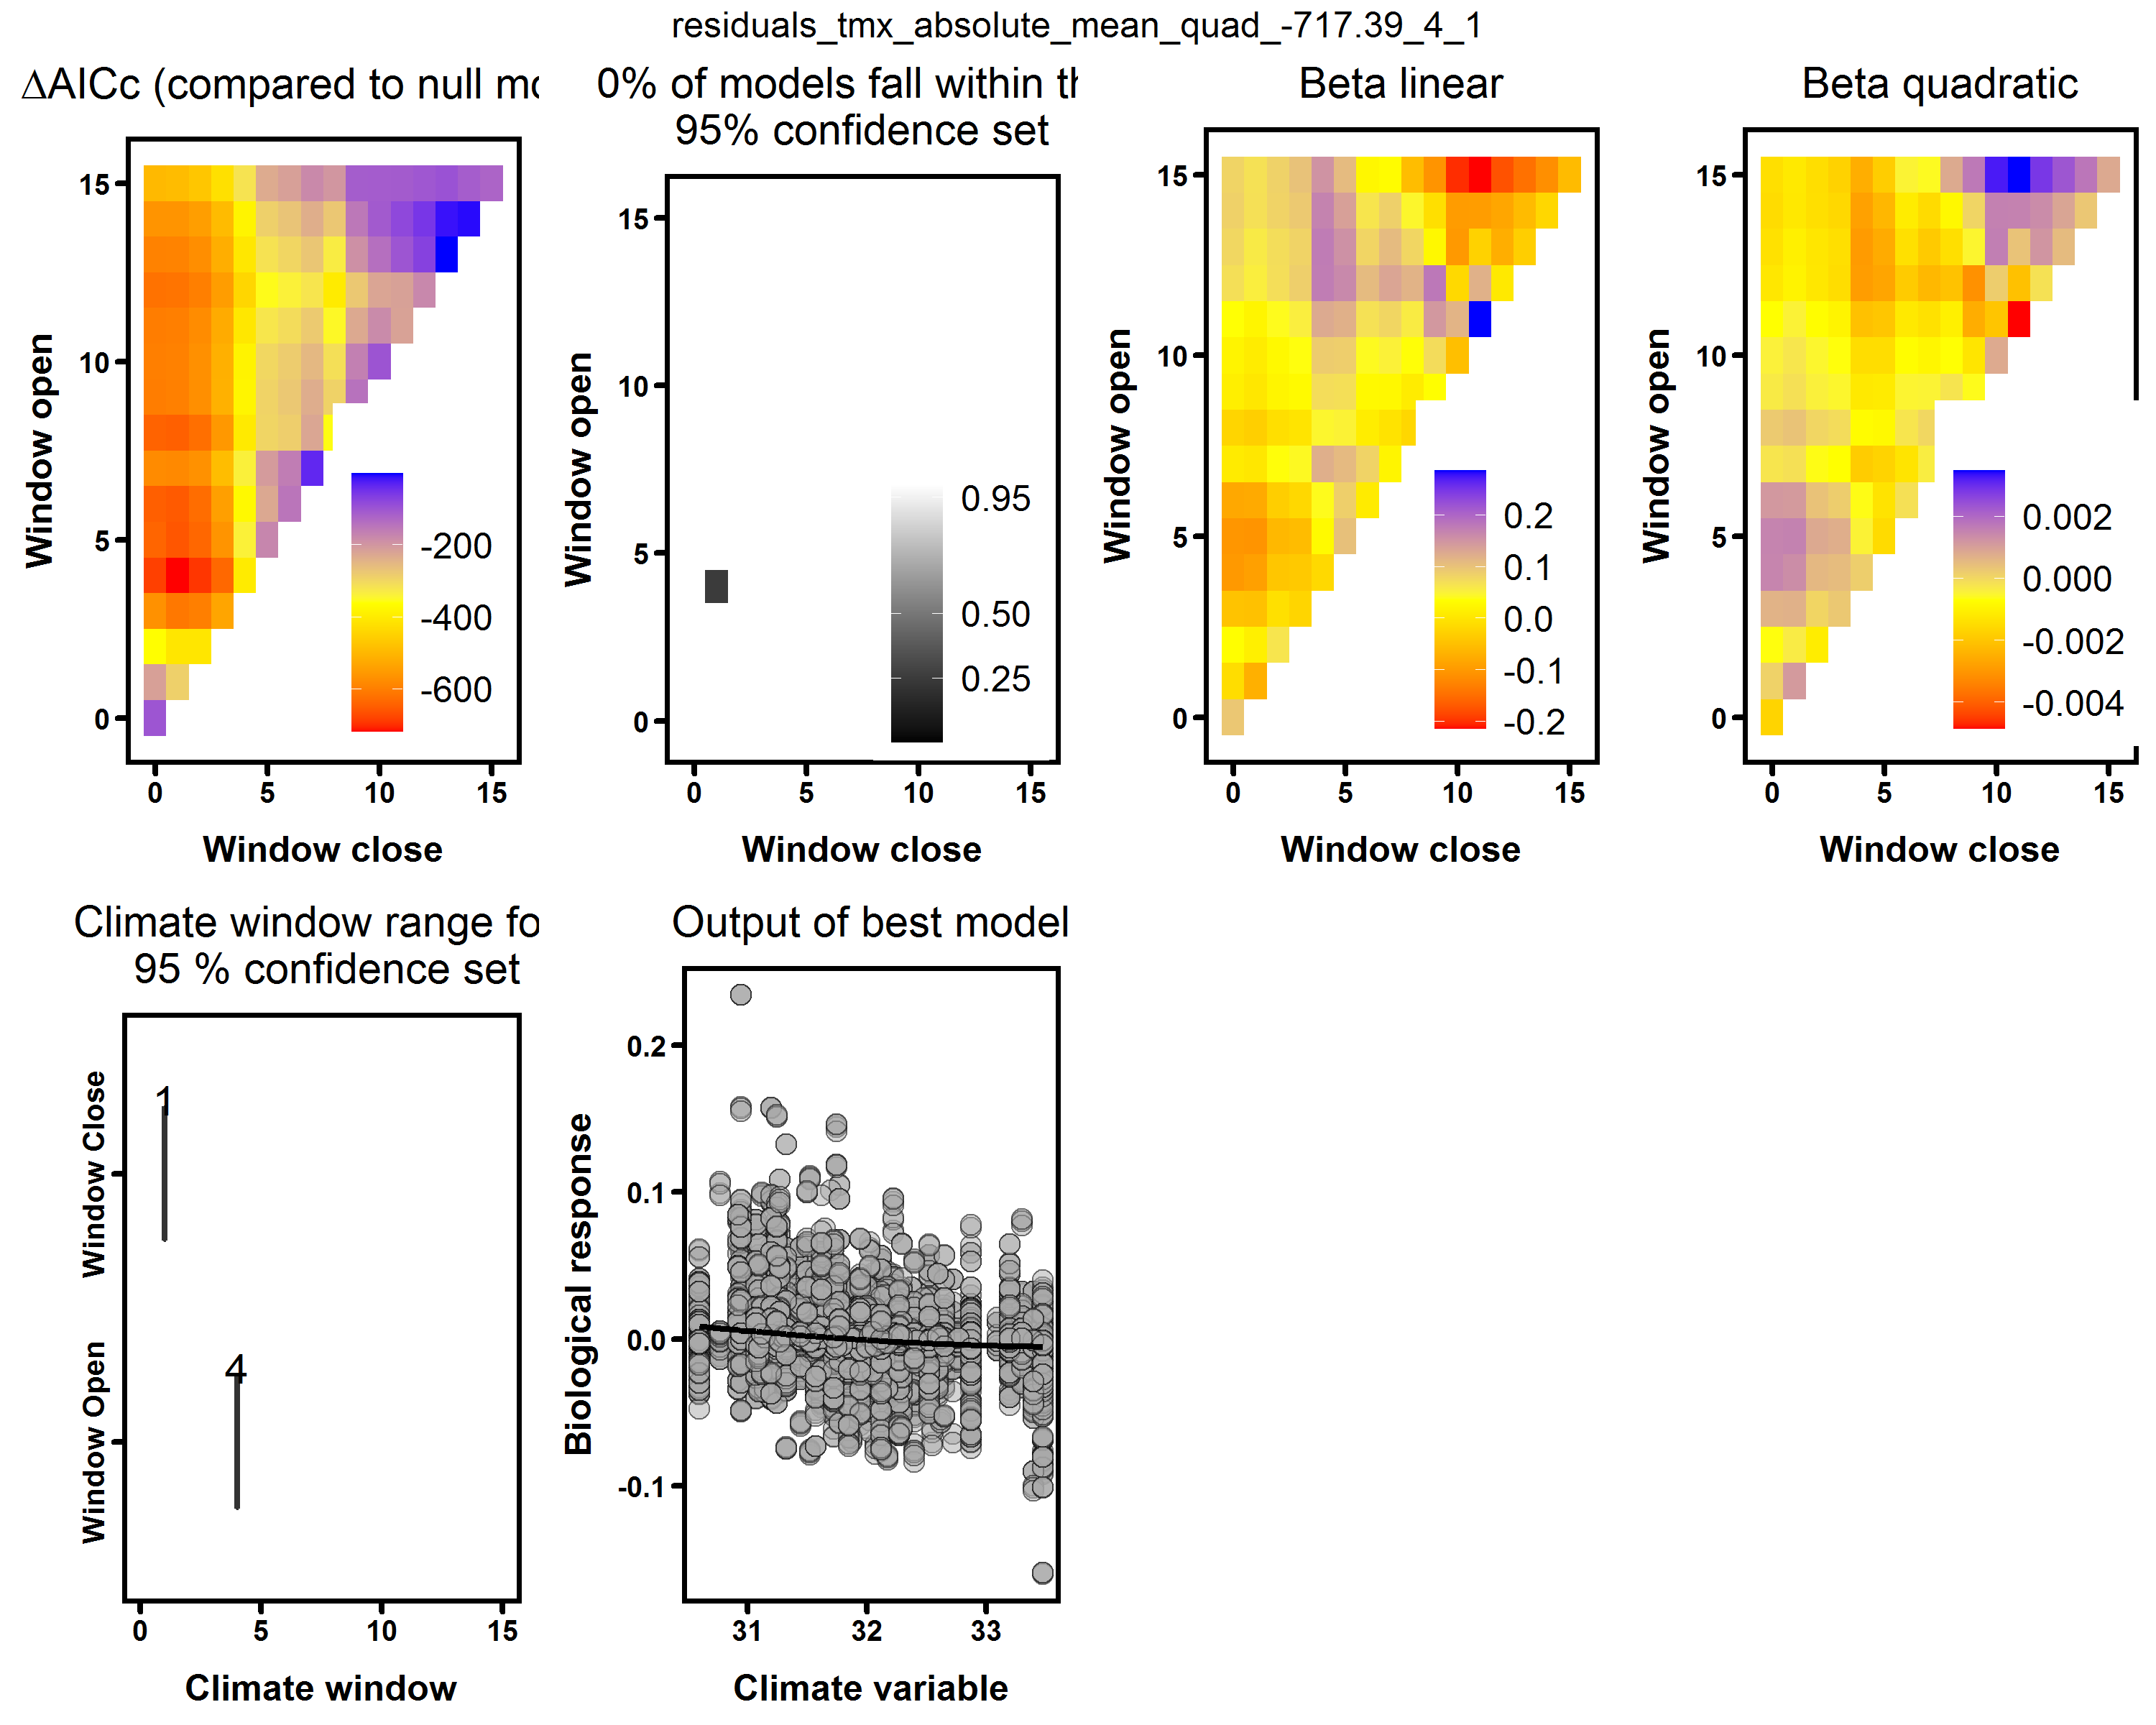 residuals_tmx_absolute_mean_quad_-717.39_4_1
ΔAICc (compared to null mo
15
10
5
0
Window open
-200
-400
-600
0 5 10 15
Window close
0% of models fall within th
95% confidence set
15
10
5
0
Window open
0.95
0.50
0.25
0 5 10 15
Window close
Beta linear
15
10
5
0
Window open
0.2
0.1
0.0
-0.1
-0.2
0 5 10 15
Window close
Beta quadratic
15
10
5
0
Window open
0.002
0.000
-0.002
-0.004
0 5 10 15
Window close
Climate window range fo
95 % confidence set
Window Close
Window Open
1
4
0 5 10 15
Climate window
Output of best model
0.2
0.1
0.0
-0.1
Biological response
31 32 33
Climate variable